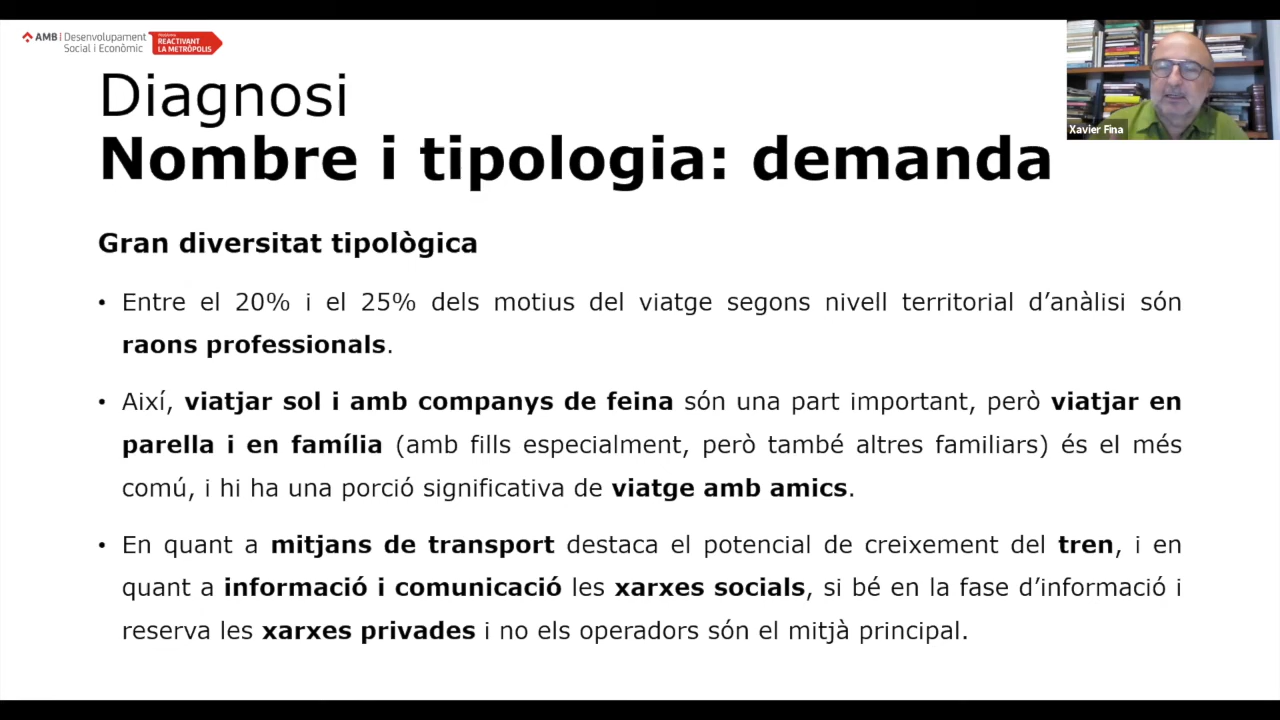 AMB Desenvolupament
Social i Econòmic
REACTIVANT
LA METRÒPOLIS
Xavier Fina
Diagnosi
Nombre i tipologia: demanda
Gran diversitat tipològica
• Entre el 20% i el 25% dels motius del viatge segons nivell territorial d’anàlisi són
raons professionals.
• Així, viatjar sol i amb companys de feina són una part important, però viatjar en
parella i en família (amb fills especialment, però també altres familiars) és el més
comú, i hi ha una porció significativa de viatge amb amics.
• En quant a mitjans de transport destaca el potencial de creixement del tren, i en
quant a informació i comunicació les xarxes socials, si bé en la fase d’informació i
reserva les xarxes privades i no els operadors són el mitjà principal.